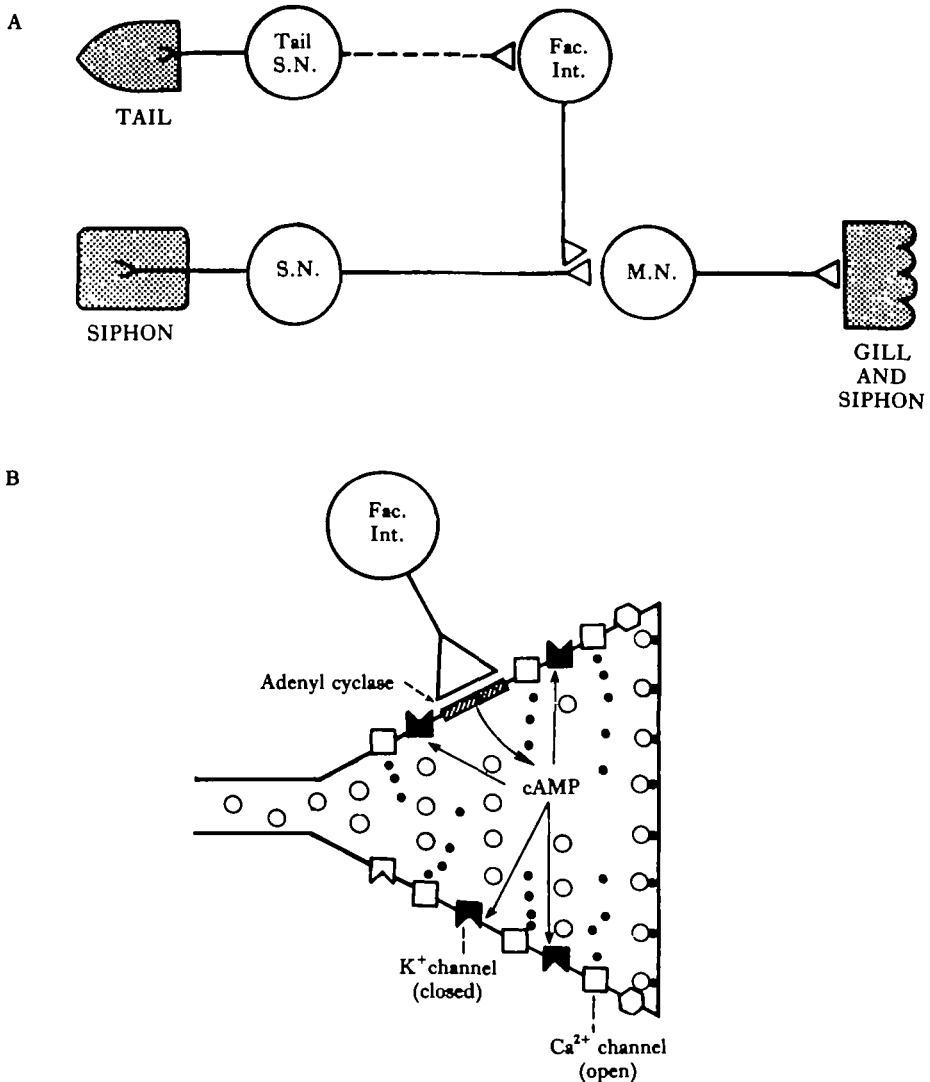 A
Tail
S.N.
Fac.
Int.
TAIL
S.N.
M.N.
SIPHON
GILL
AND
SIPHON
B
Fac.
Int.
Adenyl cyclase
cAMP
K⁺ channel
(closed)
Ca²⁺ channel
(open)